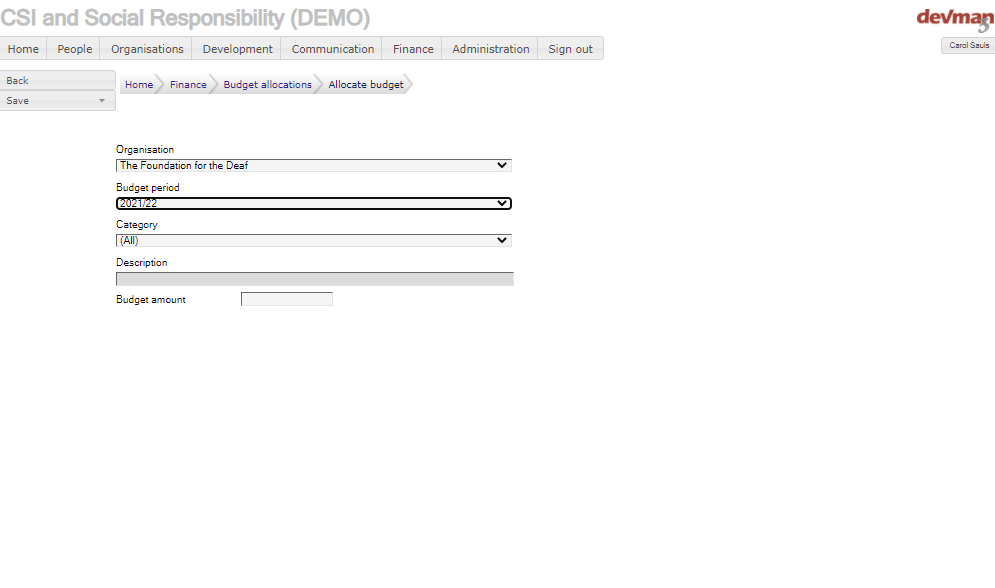 CSI and Social Responsibility (DEMO)
devman
3
Home People Organisations Development Communication Finance Administration Sign out
Carol Sauls
Back
Save
Home Finance Budget allocations Allocate budget
Organisation
The Foundation for the Deaf
Budget period
2021/22
Category
(All)
Description
Budget amount